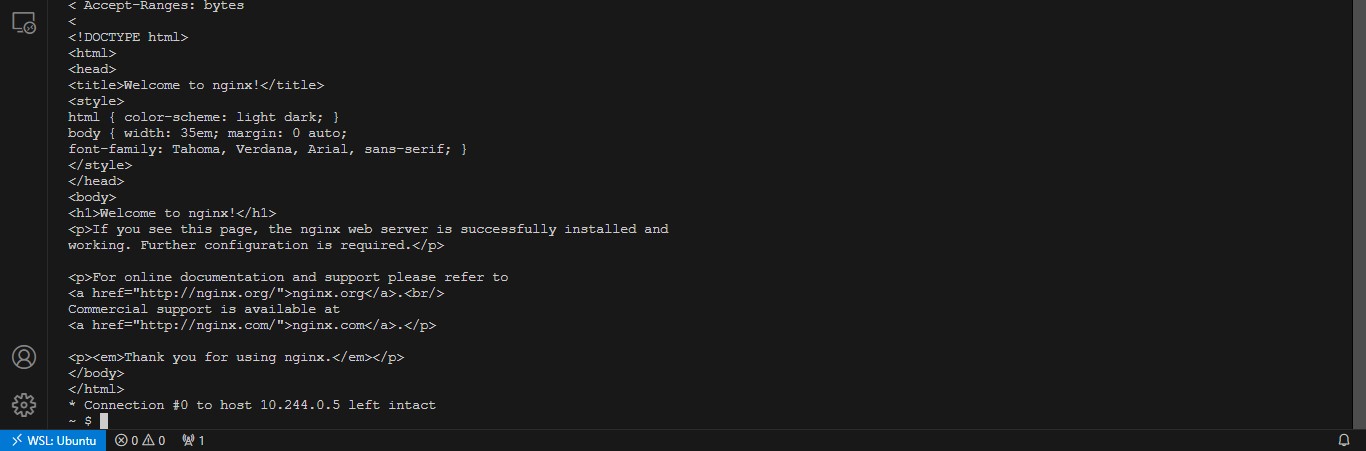 < Accept-Ranges: bytes
<
<!DOCTYPE html>
<html>
<head>
<title>Welcome to nginx!</title>
<style>
html { color-scheme: light dark; }
body { width: 35em; margin: 0 auto;
font-family: Tahoma, Verdana, Arial, sans-serif; }
</style>
</head>
<body>
<h1>Welcome to nginx!</h1>
<p>If you see this page, the nginx web server is successfully installed and
working. Further configuration is required.</p>

<p>For online documentation and support please refer to
<a href="http://nginx.org/">nginx.org</a>.<br/>
Commercial support is available at
<a href="http://nginx.com/">nginx.com</a>.</p>

<p><em>Thank you for using nginx.</em></p>
</body>
</html>
* Connection #0 to host 10.244.0.5 left intact
~ $
WSL: Ubuntu 0 0 1